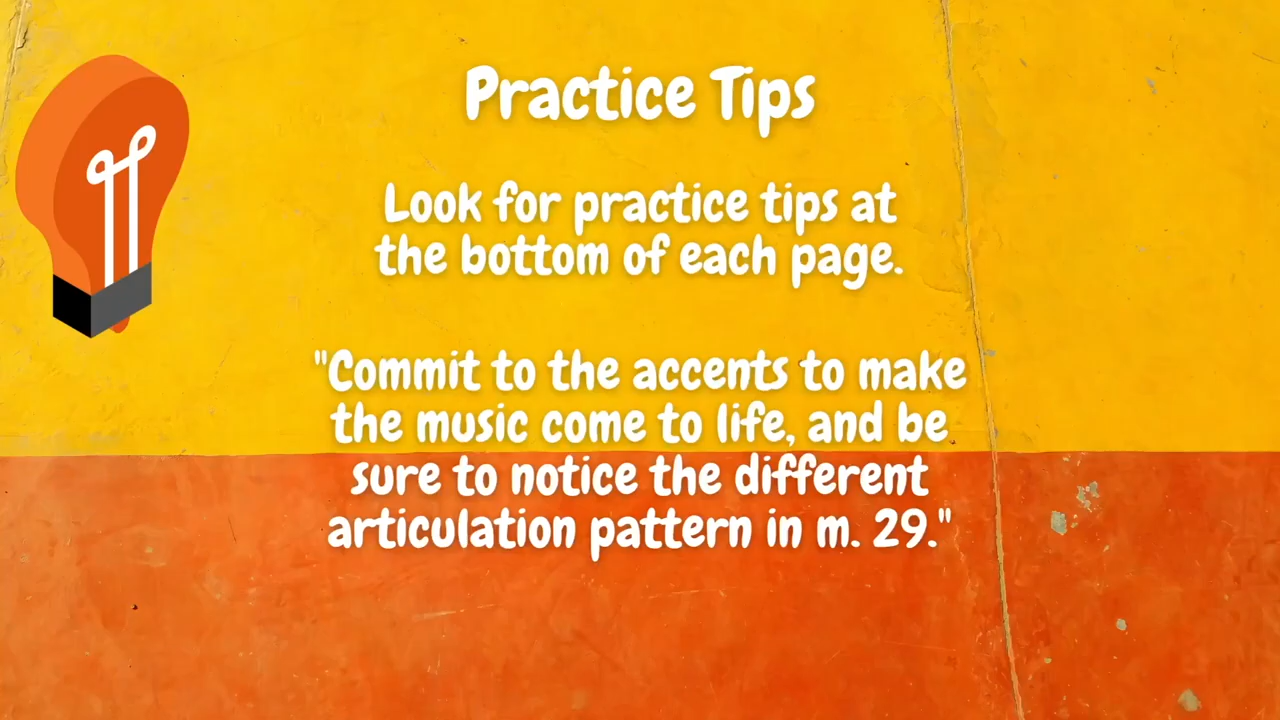 Practice Tips
Look for practice tips at
the bottom of each page.
"Commit to the accents to make
the music come to life, and be
sure to notice the different
articulation pattern in m. 29."